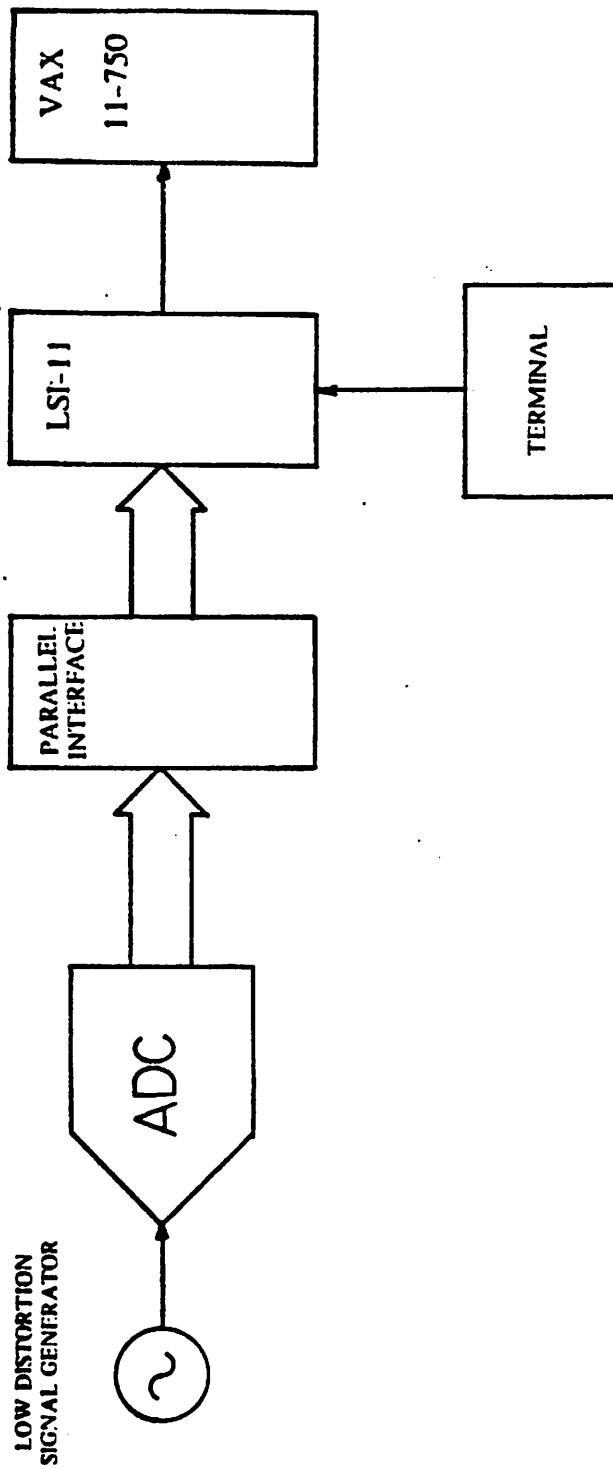 LOW DISTORTION
SIGNAL GENERATOR
ADC
PARALLEL
INTERFACE
LSI-11
VAX
11-750
TERMINAL